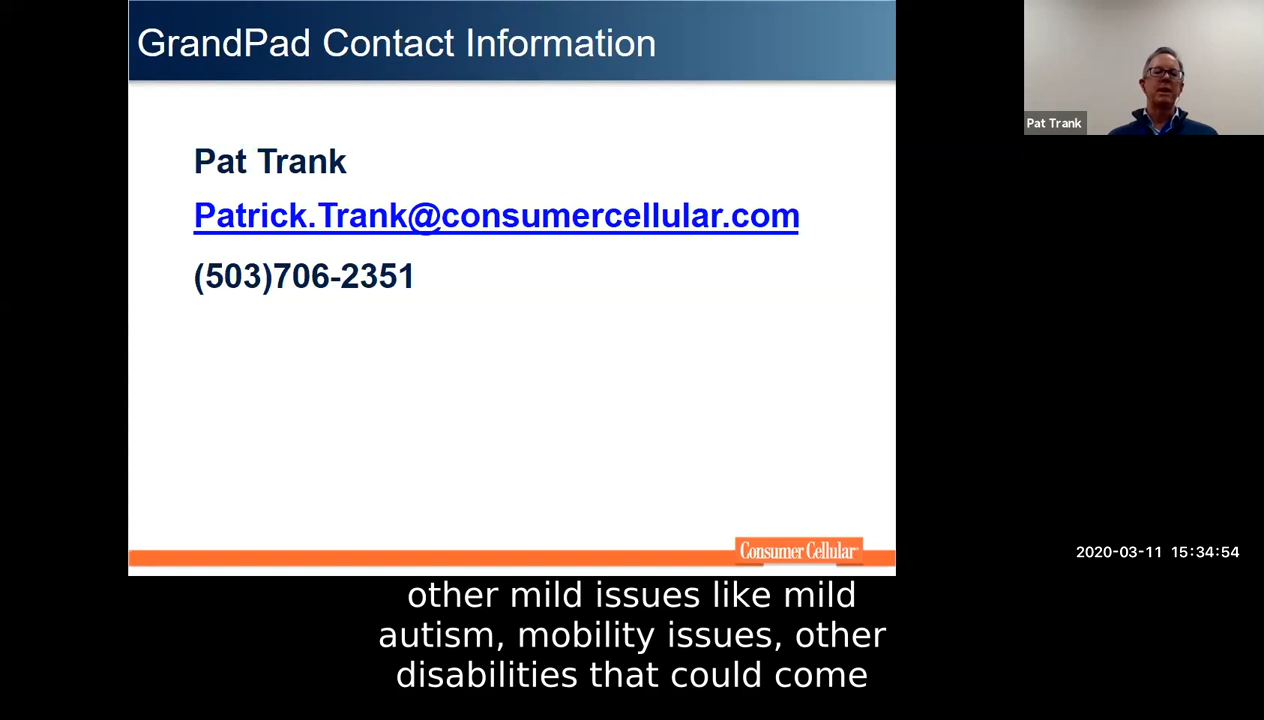 GrandPad Contact Information
Pat Trank
Pat Trank
Patrick.Trank@consumercellular.com
(503)706-2351
Consumer Cellular
2020-03-11 15:34:54
other mild issues like mild
autism, mobility issues, other
disabilities that could come